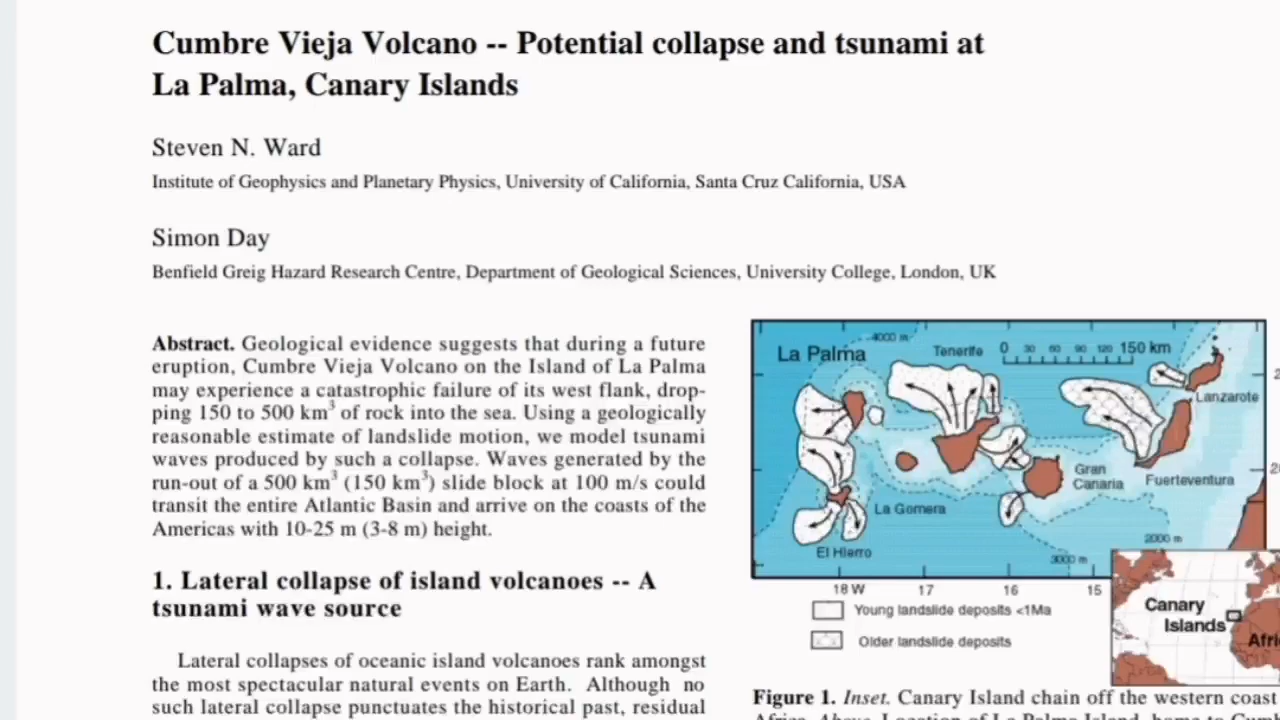 Cumbre Vieja Volcano -- Potential collapse and tsunami at
La Palma, Canary Islands
Steven N. Ward
Institute of Geophysics and Planetary Physics, University of California, Santa Cruz California, USA
Simon Day
Benfield Greig Hazard Research Centre, Department of Geological Sciences, University College, London, UK
Abstract. Geological evidence suggests that during a future
eruption, Cumbre Vieja Volcano on the Island of La Palma
may experience a catastrophic failure of its west flank, drop-
ping 150 to 500 km³ of rock into the sea. Using a geologically
reasonable estimate of landslide motion, we model tsunami
waves produced by such a collapse. Waves generated by the
run-out of a 500 km³ (150 km³) slide block at 100 m/s could
transit the entire Atlantic Basin and arrive on the coasts of the
Americas with 10-25 m (3-8 m) height.
1. Lateral collapse of island volcanoes -- A
tsunami wave source
Lateral collapses of oceanic island volcanoes rank amongst
the most spectacular natural events on Earth. Although no
such lateral collapse punctuates the historical past, residual
4000 m
La Palma
Tenerife
0 30 60 90 120 150 km
Lanzarote
Gran
Canaria
Fuerteventura
La Gomera
El Hierro
2000 m
3000 m
18 W 17 16 15
Young landslide deposits <1Ma
Older landslide deposits
Canary
Islands
Afri
Figure 1. Inset. Canary Island chain off the western coast
Africa. Above. Location of La Palma Island, home to